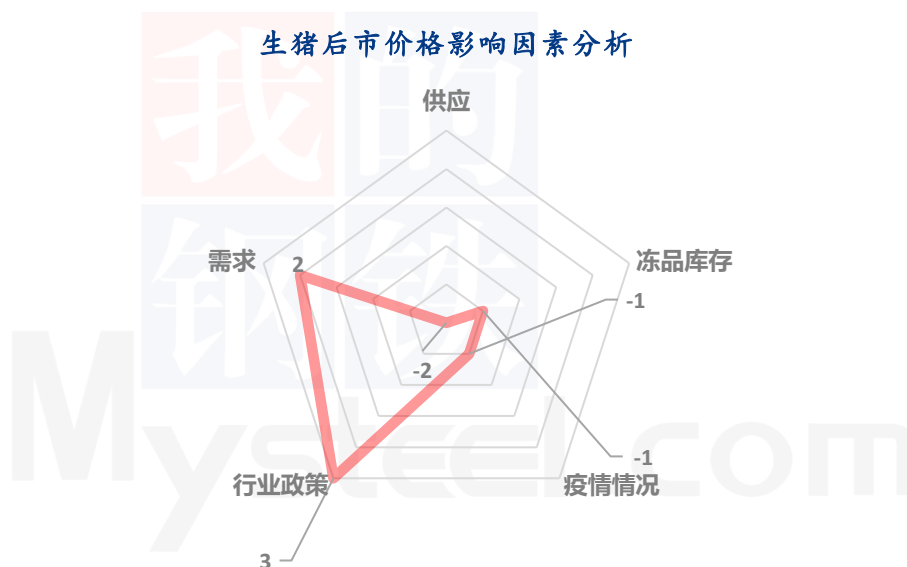 生猪后市价格影响因素分析
供应
需求
2
冻品库存
-1
-2
-1
行业政策
疫情情况
3
我的
钢铁
Mysteel.com